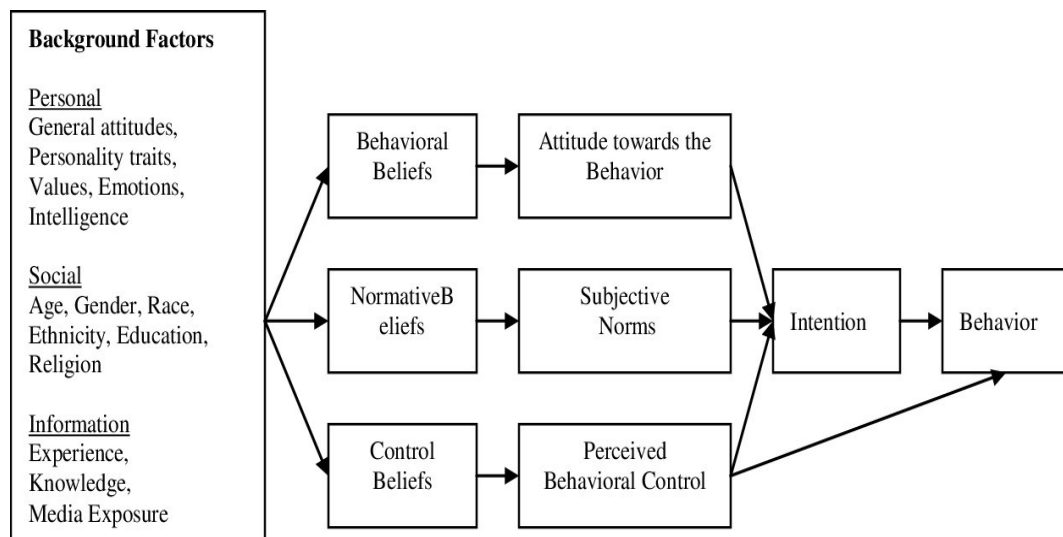 Background Factors
Personal
General attitudes,
Personality traits,
Values, Emotions,
Intelligence
Social
Age, Gender, Race,
Ethnicity, Education,
Religion
Information
Experience,
Knowledge,
Media Exposure
Behavioral
Beliefs
NormativeB
eliefs
Control
Beliefs
Attitude towards the
Behavior
Subjective
Norms
Perceived
Behavioral Control
Intention
Behavior